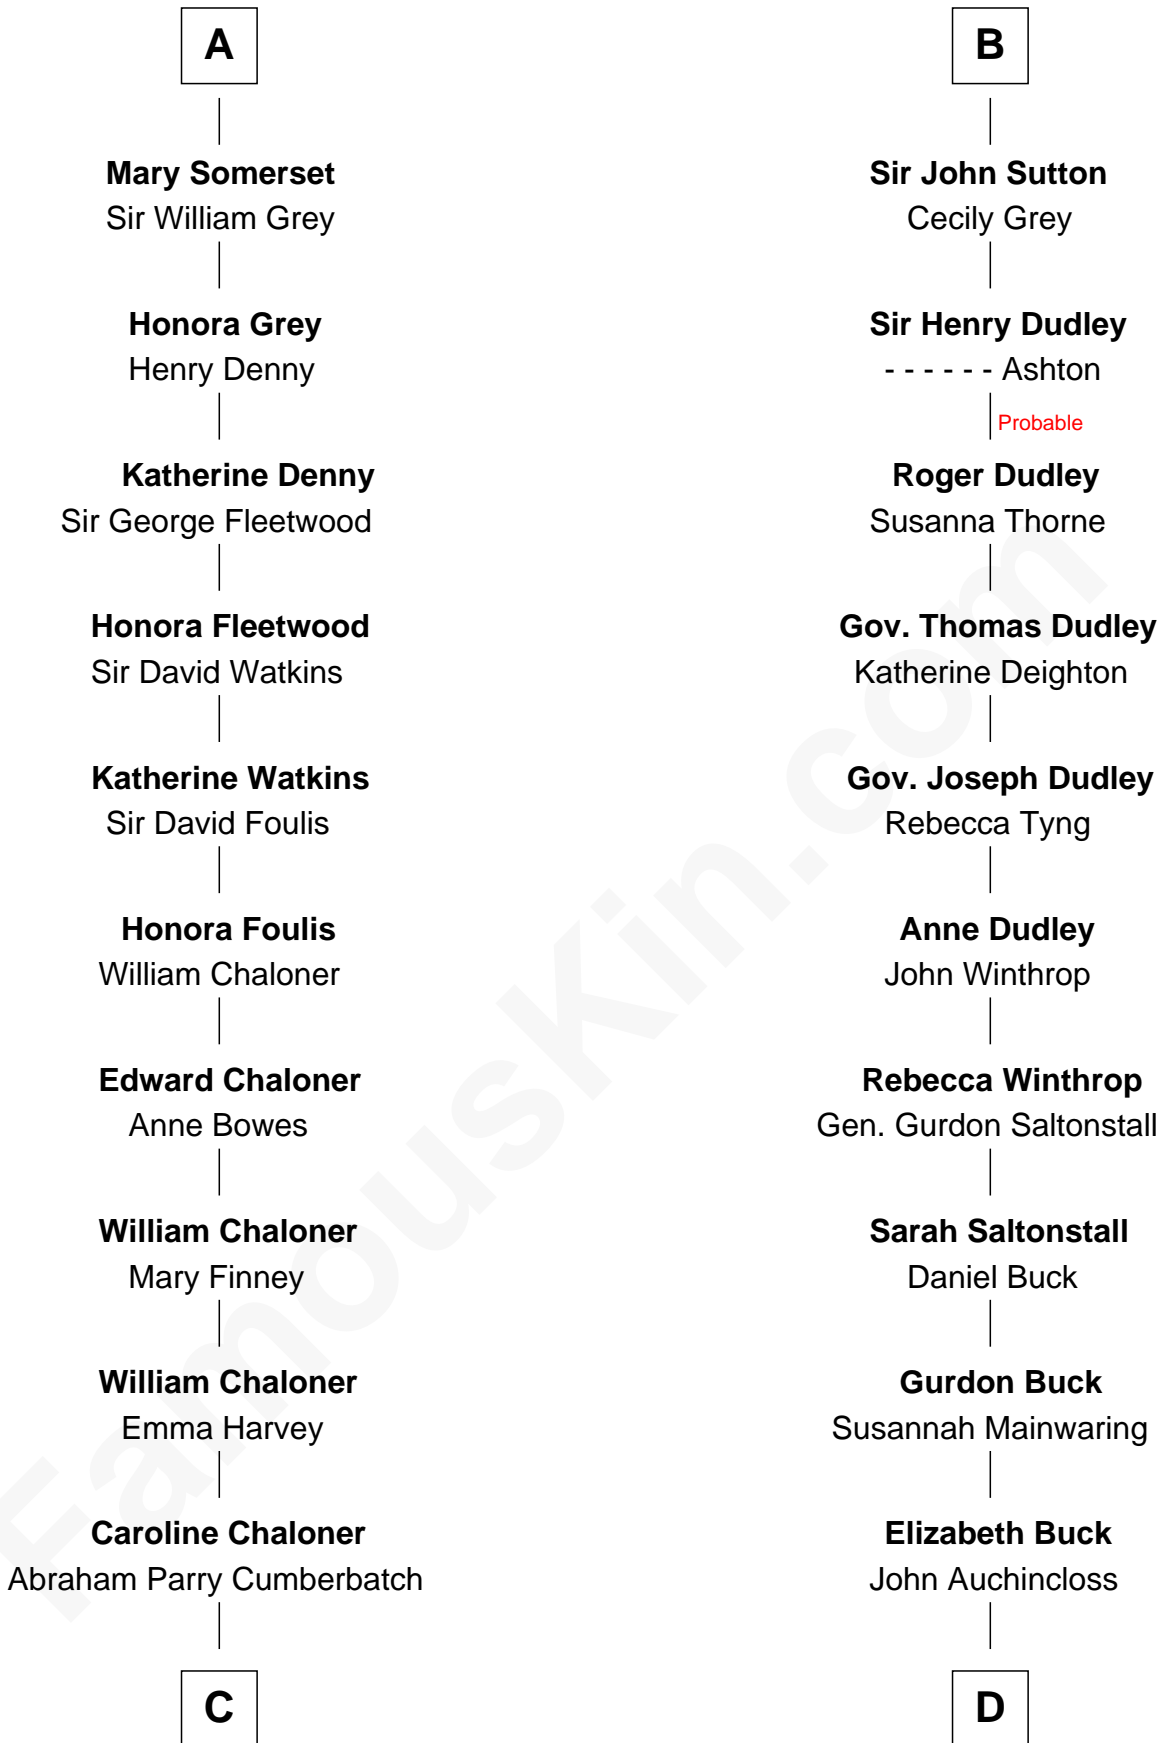 A
Mary Somerset
Sir William Grey
Honora Grey
Henry Denny
Katherine Denny
Sir George Fleetwood
Honora Fleetwood
Sir David Watkins
Katherine Watkins
Sir David Foulis
Honora Foulis
William Chaloner
Edward Chaloner
Anne Bowes
William Chaloner
Mary Finney
William Chaloner
Emma Harvey
Caroline Chaloner
Abraham Parry Cumberbatch
C
B
Sir John Sutton
Cecily Grey
Sir Henry Dudley
- - - - - - Ashton
Probable
Roger Dudley
Susanna Thorne
Gov. Thomas Dudley
Katherine Deighton
Gov. Joseph Dudley
Rebecca Tyng
Anne Dudley
John Winthrop
Rebecca Winthrop
Gen. Gurdon Saltonstall
Sarah Saltonstall
Daniel Buck
Gurdon Buck
Susannah Mainwaring
Elizabeth Buck
John Auchincloss
D
FamousKin.com